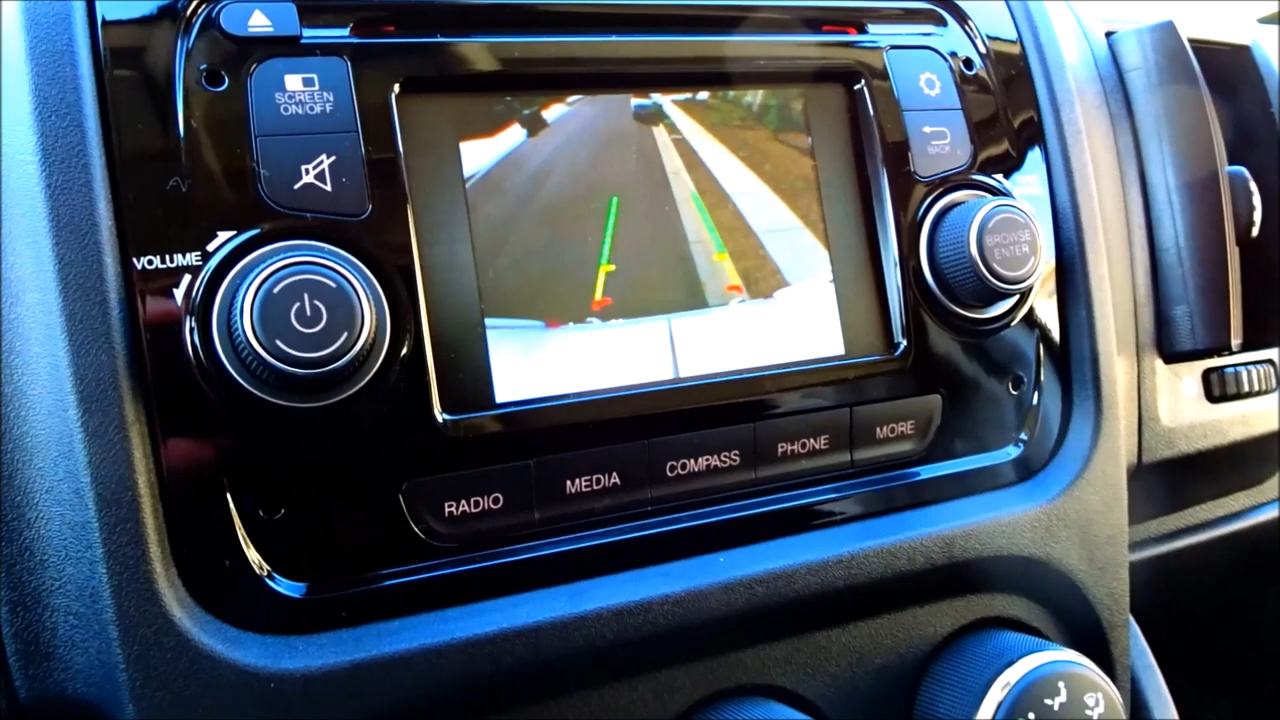 SCREEN
ON/OFF
BACK
VOLUME
BROWSE
ENTER
RADIO
MEDIA
COMPASS
PHONE
MORE